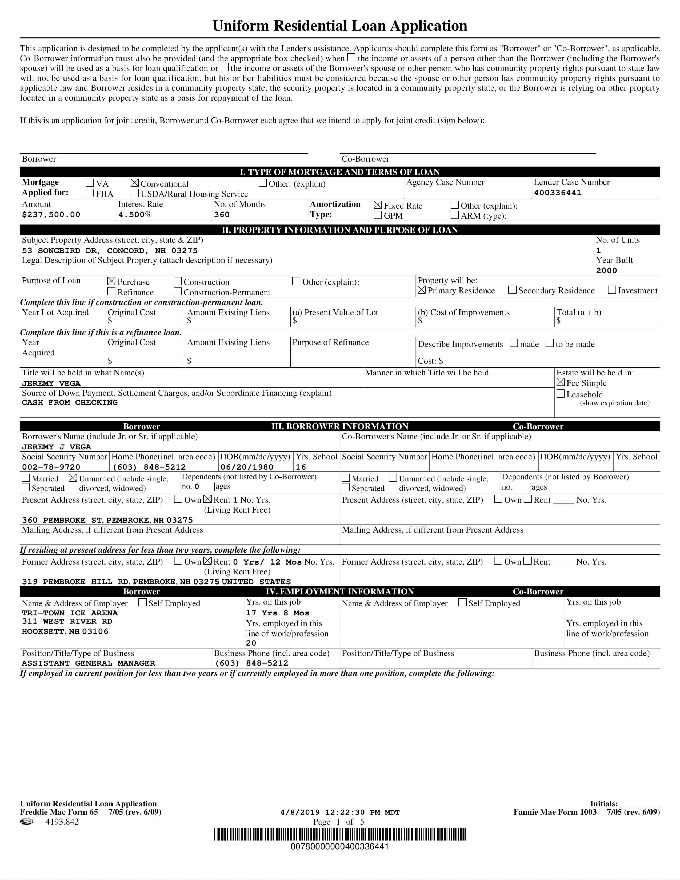 Uniform Residential Loan Application
This application is designed to be completed by the applicant(s) with the Lender's assistance. Applicants should complete this form as "Borrower" or "Co-Borrower", as applicable.
Co-Borrower information must also be provided (and the appropriate box checked) when ☐ the income or assets of a person other than the Borrower (including the Borrower's
spouse) will be used as a basis for loan qualification or ☐ the income or assets of the Borrower's spouse or other person who has community property rights pursuant to state law
will not be used as a basis for loan qualification, but his or her liabilities must be considered because the spouse or other person has community property rights pursuant to
applicable law and Borrower resides in a community property state, the security property is located in a community property state, or the Borrower is relying on other property
located in a community property state as a basis for repayment of the loan.
If this is an application for joint credit, Borrower and Co-Borrower each agree that we intend to apply for joint credit (sign below):
Borrower Co-Borrower
I. TYPE OF MORTGAGE AND TERMS OF LOAN
Mortgage ☐ VA ☒ Conventional ☐ Other: (explain) Agency Case Number Lender Case Number
Applied for: ☐ FHA ☐ USDA/Rural Housing Service 400336441
Amount Interest Rate No. of Months Amortization ☒ Fixed Rate ☐ Other (explain):
$237,500.00 4.500% 360 Type: ☐ GPM ☐ ARM (type):
II. PROPERTY INFORMATION AND PURPOSE OF LOAN
Subject Property Address (street, city, state & ZIP) No. of Units
53 SONGBIRD DR, CONCORD, NH 03275 1
Legal Description of Subject Property (attach description if necessary) Year Built
2000
Purpose of Loan ☒ Purchase ☐ Construction ☐ Other (explain): Property will be:
☐ Refinance ☐ Construction-Permanent ☒ Primary Residence ☐ Secondary Residence ☐ Investment
Complete this line if construction or construction-permanent loan.
Year Lot Acquired Original Cost Amount Existing Liens (a) Present Value of Lot (b) Cost of Improvements Total (a + b)
$ $ $ $ $
Complete this line if this is a refinance loan.
Year Original Cost Amount Existing Liens Purpose of Refinance Describe Improvements ☐ made ☐ to be made
Acquired
$ $ Cost: $
Title will be held in what Name(s) Manner in which Title will be held Estate will be held in:
JEREMY VEGA ☒ Fee Simple
Source of Down Payment, Settlement Charges, and/or Subordinate Financing (explain) ☐ Leasehold
CASH FROM CHECKING (show expiration date)
Borrower III. BORROWER INFORMATION Co-Borrower
Borrower's Name (include Jr. or Sr. if applicable) Co-Borrower's Name (include Jr. or Sr. if applicable)
JEREMY J VEGA
Social Security Number Home Phone(incl. area code) DOB(mm/dd/yyyy) Yrs. School Social Security Number Home Phone(incl. area code) DOB(mm/dd/yyyy) Yrs. School
002-78-9720 (603) 848-5212 06/20/1980 16
☐ Married ☒ Unmarried (include single, Dependents (not listed by Co-Borrower) ☐ Married ☐ Unmarried (include single, Dependents (not listed by Borrower)
☐ Separated divorced, widowed) no. 0 ages ☐ Separated divorced, widowed) no. ages
Present Address (street, city, state, ZIP) ☐ Own ☒ Rent 1 No. Yrs. Present Address (street, city, state, ZIP) ☐ Own ☐ Rent ____ No. Yrs.
(Living Rent Free)
360 PEMBROKE ST, PEMBROKE, NH 03275
Mailing Address, if different from Present Address Mailing Address, if different from Present Address
If residing at present address for less than two years, complete the following:
Former Address (street, city, state, ZIP) ☐ Own ☒ Rent 0 Yrs/ 12 Mos No. Yrs. Former Address (street, city, state, ZIP) ☐ Own ☐ Rent ____ No. Yrs.
(Living Rent Free)
319 PEMBROKE HILL RD, PEMBROKE, NH 03275 UNITED STATES
Borrower IV. EMPLOYMENT INFORMATION Co-Borrower
Name & Address of Employer ☐ Self Employed Yrs. on this job Name & Address of Employer ☐ Self Employed Yrs. on this job
TRI-TOWN ICE ARENA 17 Yrs 8 Mos
311 WEST RIVER RD Yrs. employed in this Yrs. employed in this
HOOKSETT, NH 03106 line of work/profession line of work/profession
20
Position/Title/Type of Business Business Phone (incl. area code) Position/Title/Type of Business Business Phone (incl. area code)
ASSISTANT GENERAL MANAGER (603) 848-5212
If employed in current position for less than two years or if currently employed in more than one position, complete the following:
Uniform Residential Loan Application Initials:
Freddie Mac Form 65 7/05 (rev. 6/09) 4/8/2019 12:22:30 PM MDT Fannie Mae Form 1003 7/05 (rev. 6/09)
4193.842 Page 1 of 5
0078000000400336441